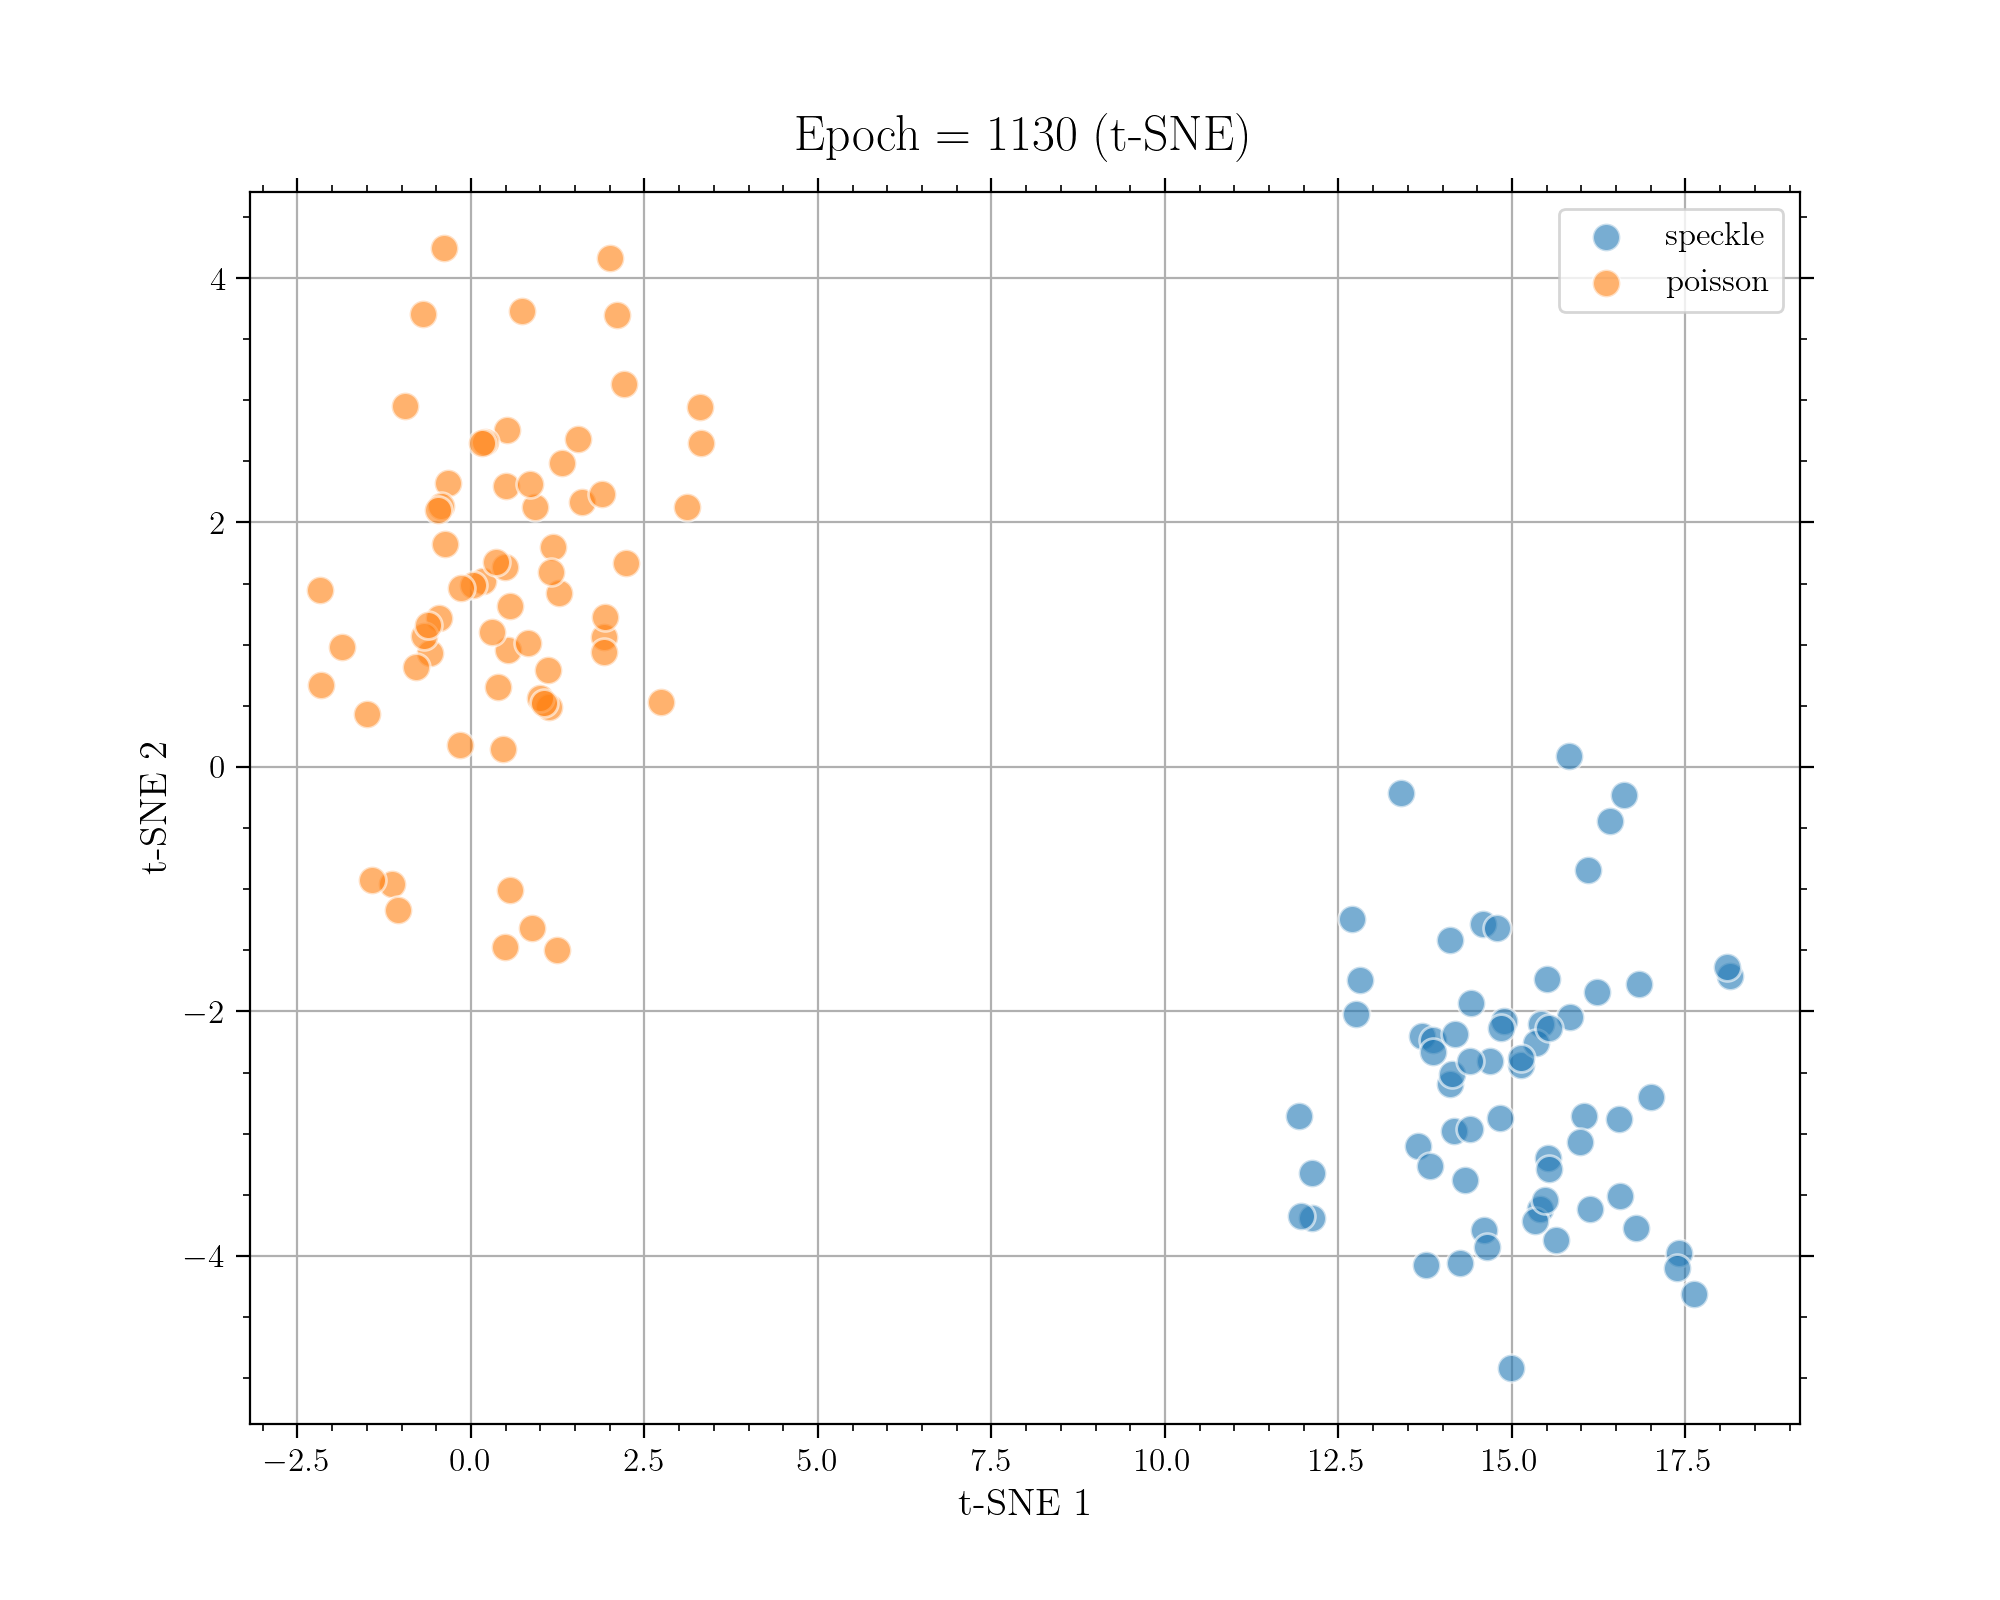 Epoch = 1130 (t-SNE)
speckle
poisson
4
2
0
−2
−4
t-SNE 2
−2.5 0.0 2.5 5.0 7.5 10.0 12.5 15.0 17.5
t-SNE 1